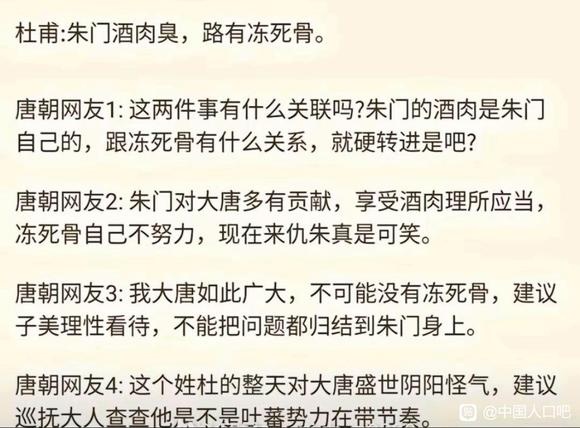 杜甫:朱门酒肉臭，路有冻死骨。
唐朝网友1: 这两件事有什么关联吗?朱门的酒肉是朱门
自己的，跟冻死骨有什么关系，就硬转进是吧?
唐朝网友2: 朱门对大唐多有贡献，享受酒肉理所应当，
冻死骨自己不努力，现在来仇朱真是可笑。
唐朝网友3: 我大唐如此广大，不可能没有冻死骨，建议
子美理性看待，不能把问题都归结到朱门身上。
唐朝网友4: 这个姓杜的整天对大唐盛世阴阳怪气，建议
巡抚大人查查他是不是吐蕃势力在带节奏。
@中国人口吧